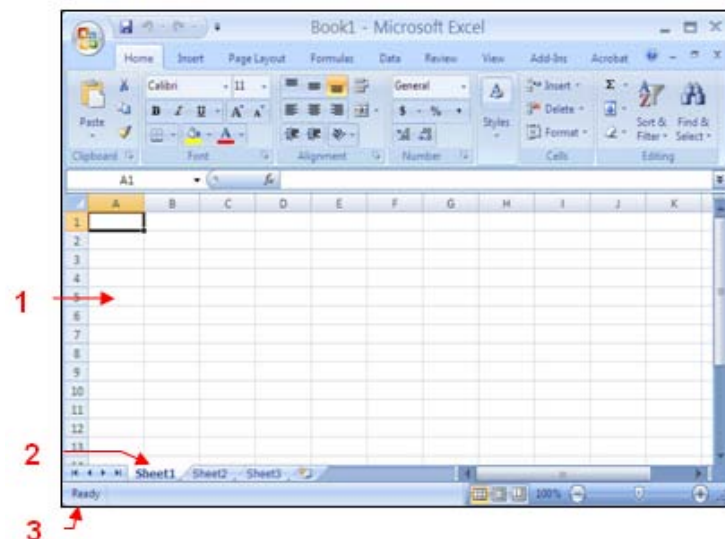 Book1 - Microsoft Excel
Home Insert Page Layout Formulas Data Review View Add-Ins Acrobat
Calibri 11 General Insert Σ
Paste B I U A A $ % , Styles Delete Sort & Filter Find & Select
A Format
Clipboard Font Alignment Number Cells Editing
A1 fx
A B C D E F G H I J K
1
2
3
4
1 5
6
7
8
9
10
11
12
13
2 Sheet1 Sheet2 Sheet3
Ready 100%
3